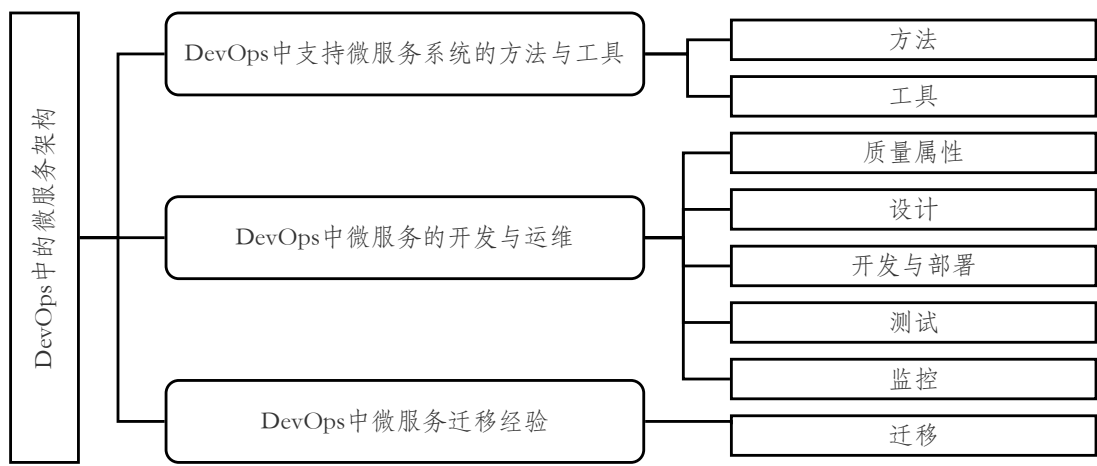 DevOps中的微服务架构
DevOps中支持微服务系统的方法与工具
方法
工具
DevOps中微服务的开发与运维
质量属性
设计
开发与部署
测试
监控
DevOps中微服务迁移经验
迁移